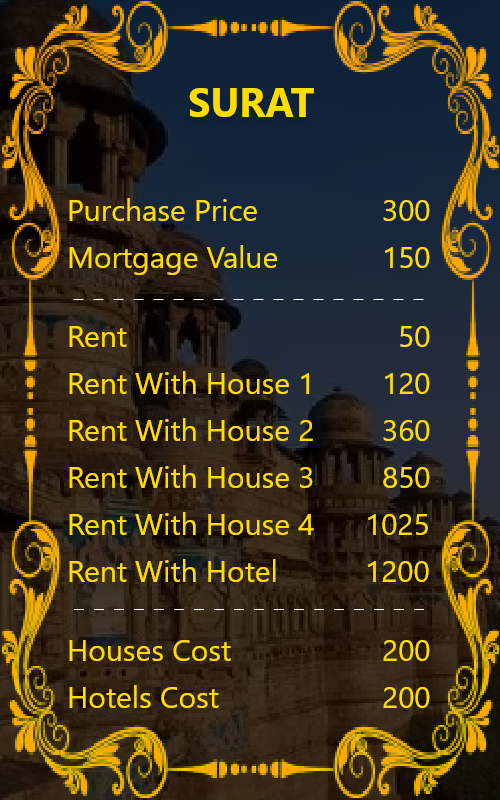 SURAT
Purchase Price 300
Mortgage Value 150
Rent 50
Rent With House 1 120
Rent With House 2 360
Rent With House 3 850
Rent With House 4 1025
Rent With Hotel 1200
Houses Cost 200
Hotels Cost 200